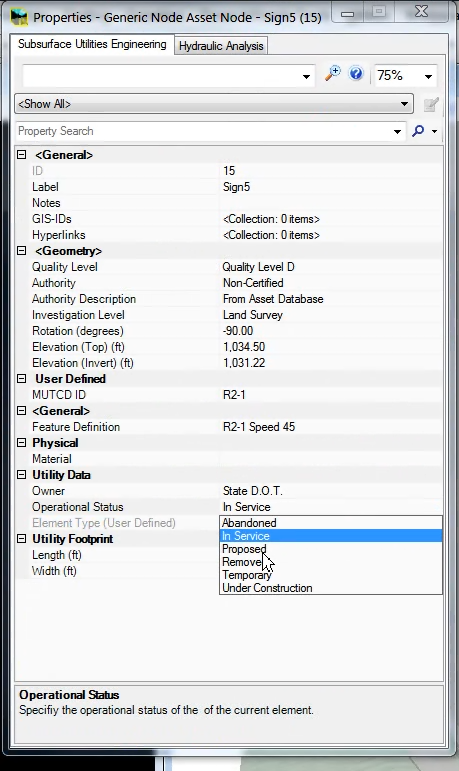 Properties - Generic Node Asset Node - Sign5 (15)
Subsurface Utilities Engineering Hydraulic Analysis
75%
<Show All>
Property Search
<General>
ID 15
Label Sign5
Notes
GIS-IDs <Collection: 0 items>
Hyperlinks <Collection: 0 items>
<Geometry>
Quality Level Quality Level D
Authority Non-Certified
Authority Description From Asset Database
Investigation Level Land Survey
Rotation (degrees) -90.00
Elevation (Top) (ft) 1,034.50
Elevation (Invert) (ft) 1,031.22
User Defined
MUTCD ID R2-1
<General>
Feature Definition R2-1 Speed 45
Physical
Material
Utility Data
Owner State D.O.T.
Operational Status In Service
Element Type (User Defined) Abandoned
In Service
Utility Footprint Proposed
Length (ft) Remove
Width (ft) Temporary
Under Construction
Operational Status
Specifiy the operational status of the of the current element.